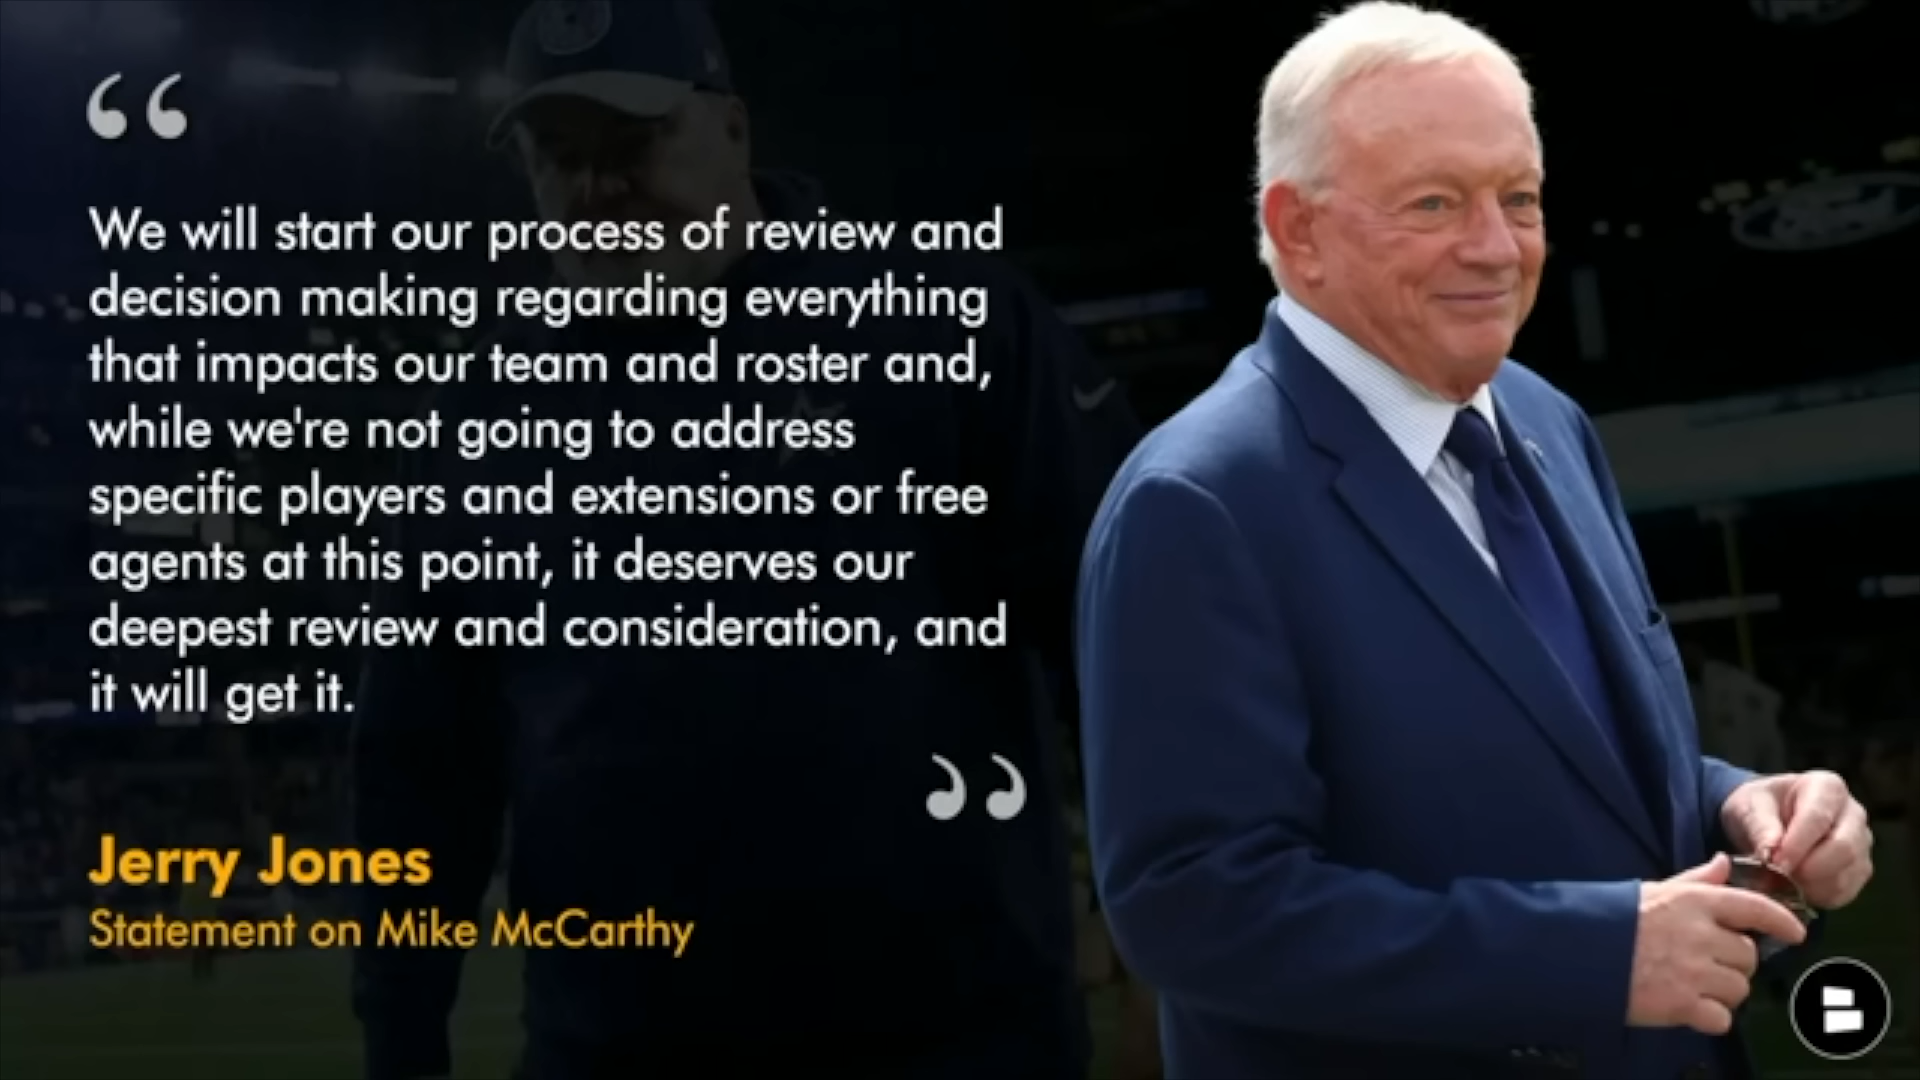 “
We will start our process of review and
decision making regarding everything
that impacts our team and roster and,
while we're not going to address
specific players and extensions or free
agents at this point, it deserves our
deepest review and consideration, and
it will get it.
”
Jerry Jones
Statement on Mike McCarthy